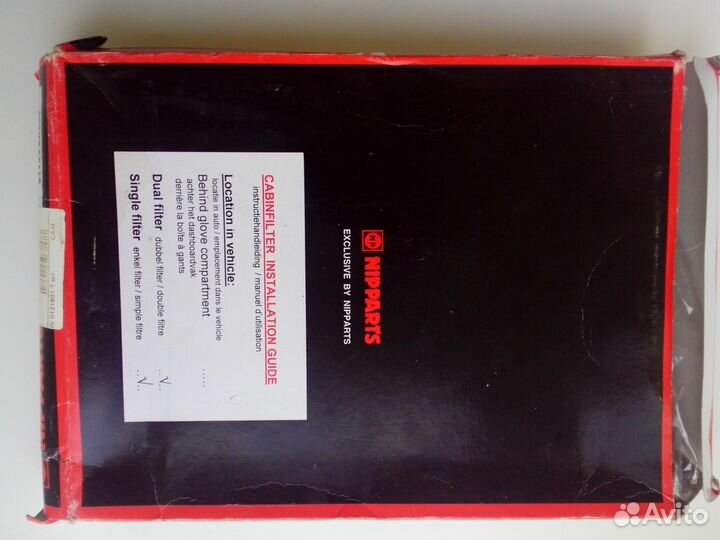 CABINFILTER INSTALLATION GUIDE
instructiehandleiding / manuel d'utilisation
Location in vehicle:
locatie in auto / emplacement dans le vehicle
Behind glove compartment .....
achter het dashboardvak
derrière la boîte à gants
Dual filter dubbel filter / double filtre ..√..
Single filter enkel filter / simple filtre ..√..
NIPPARTS
EXCLUSIVE BY NIPPARTS
Avito